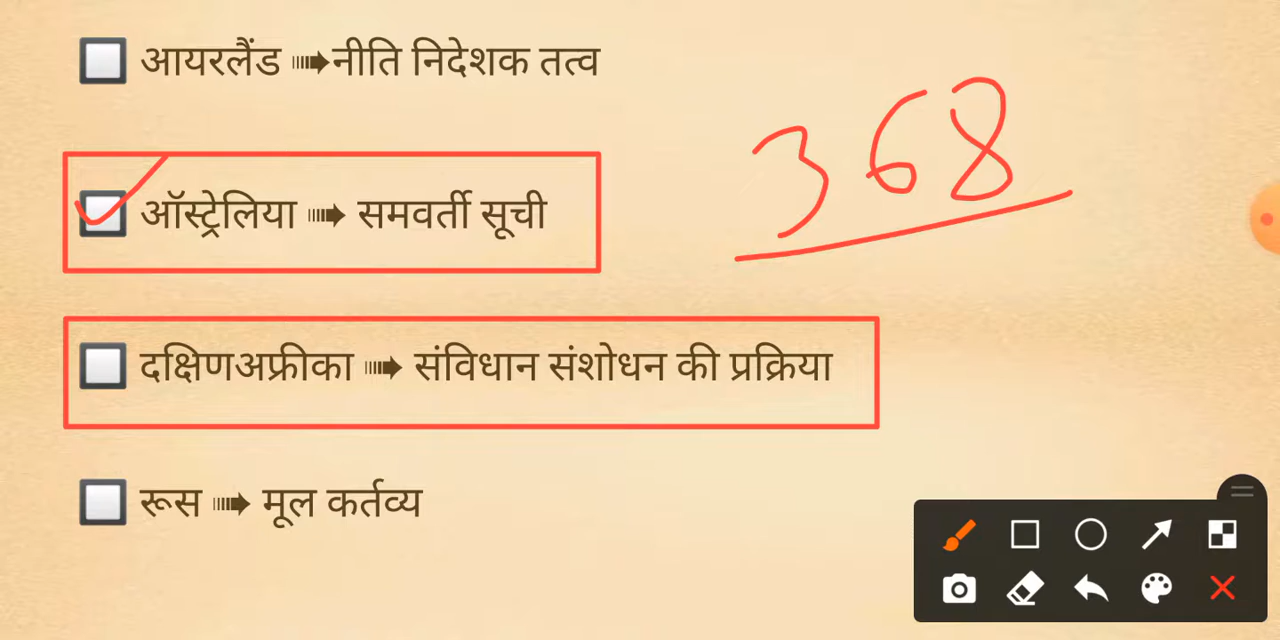 आयरलैंड ➠नीति निदेशक तत्व
368
ऑस्ट्रेलिया ➠ समवर्ती सूची
दक्षिणअफ्रीका ➠ संविधान संशोधन की प्रक्रिया
रूस ➠ मूल कर्तव्य